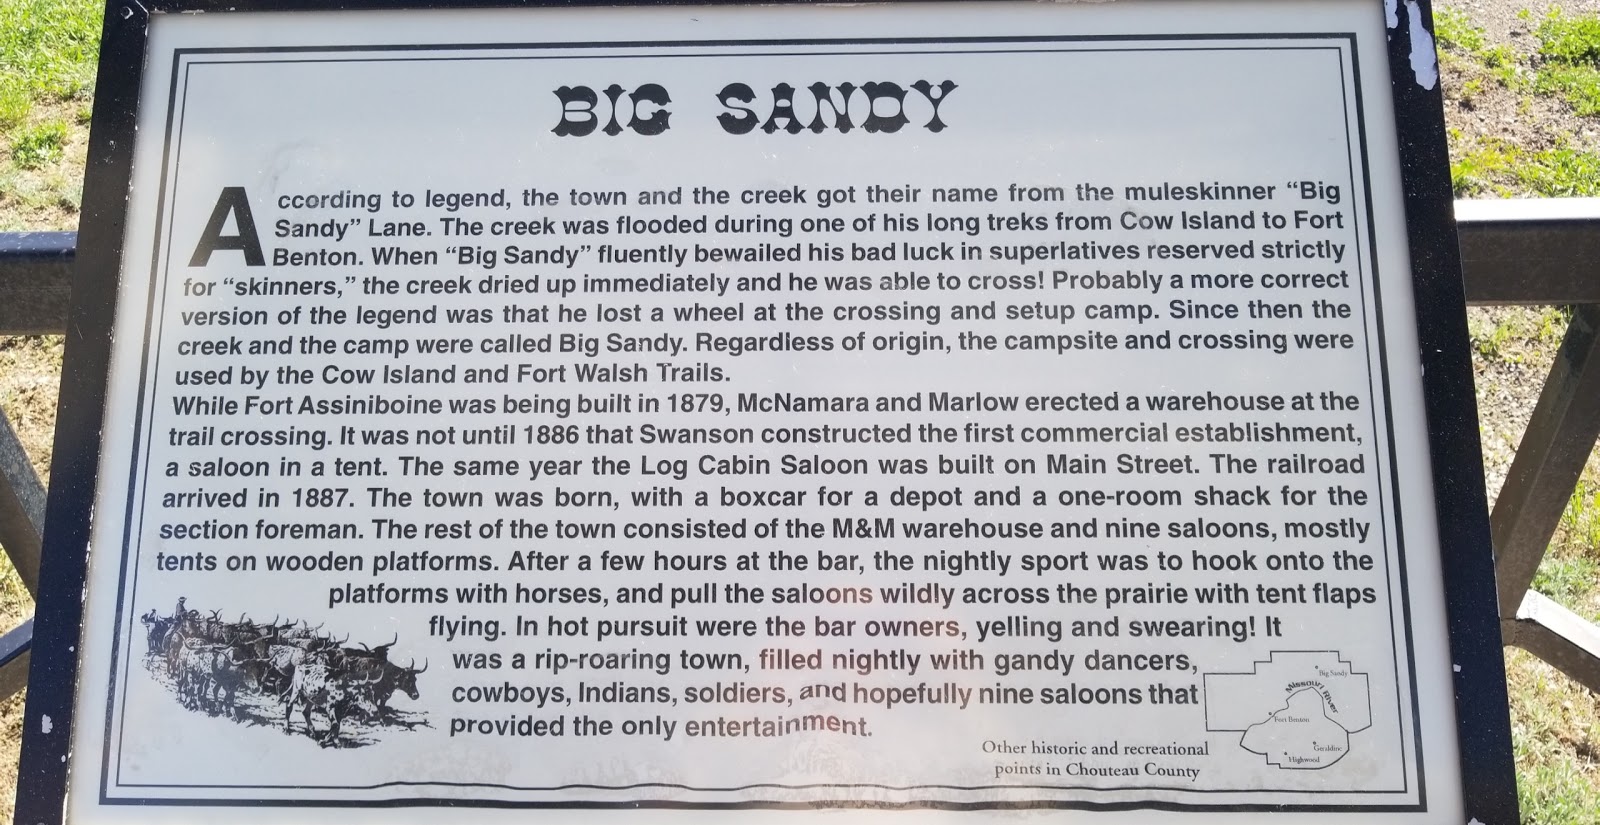 BIG SANDY
According to legend, the town and the creek got their name from the muleskinner “Big
Sandy” Lane. The creek was flooded during one of his long treks from Cow Island to Fort
Benton. When “Big Sandy” fluently bewailed his bad luck in superlatives reserved strictly
for “skinners,” the creek dried up immediately and he was able to cross! Probably a more correct
version of the legend was that he lost a wheel at the crossing and setup camp. Since then the
creek and the camp were called Big Sandy. Regardless of origin, the campsite and crossing were
used by the Cow Island and Fort Walsh Trails.
While Fort Assiniboine was being built in 1879, McNamara and Marlow erected a warehouse at the
trail crossing. It was not until 1886 that Swanson constructed the first commercial establishment,
a saloon in a tent. The same year the Log Cabin Saloon was built on Main Street. The railroad
arrived in 1887. The town was born, with a boxcar for a depot and a one-room shack for the
section foreman. The rest of the town consisted of the M&M warehouse and nine saloons, mostly
tents on wooden platforms. After a few hours at the bar, the nightly sport was to hook onto the
platforms with horses, and pull the saloons wildly across the prairie with tent flaps
flying. In hot pursuit were the bar owners, yelling and swearing! It
was a rip-roaring town, filled nightly with gandy dancers,
cowboys, Indians, soldiers, and hopefully nine saloons that
provided the only entertainment.
Big Sandy
Missouri River
Fort Benton
Geraldine
Highwood
Other historic and recreational
points in Chouteau County